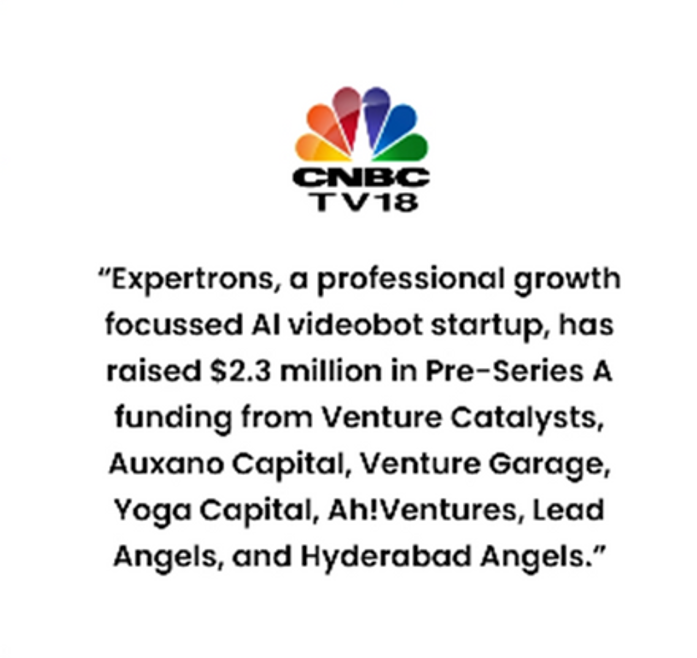 CNBC
TV18
“Expertrons, a professional growth
focussed AI videobot startup, has
raised $2.3 million in Pre-Series A
funding from Venture Catalysts,
Auxano Capital, Venture Garage,
Yoga Capital, Ah!Ventures, Lead
Angels, and Hyderabad Angels.”